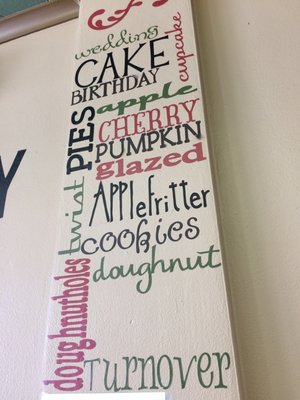 wedding
CAKE
cupcake
BIRTHDAY
apple
PIES
CHERRY
PUMPKIN
glazed
twist
APPlefritter
cookies
doughnut
doughnutholes
Turnover